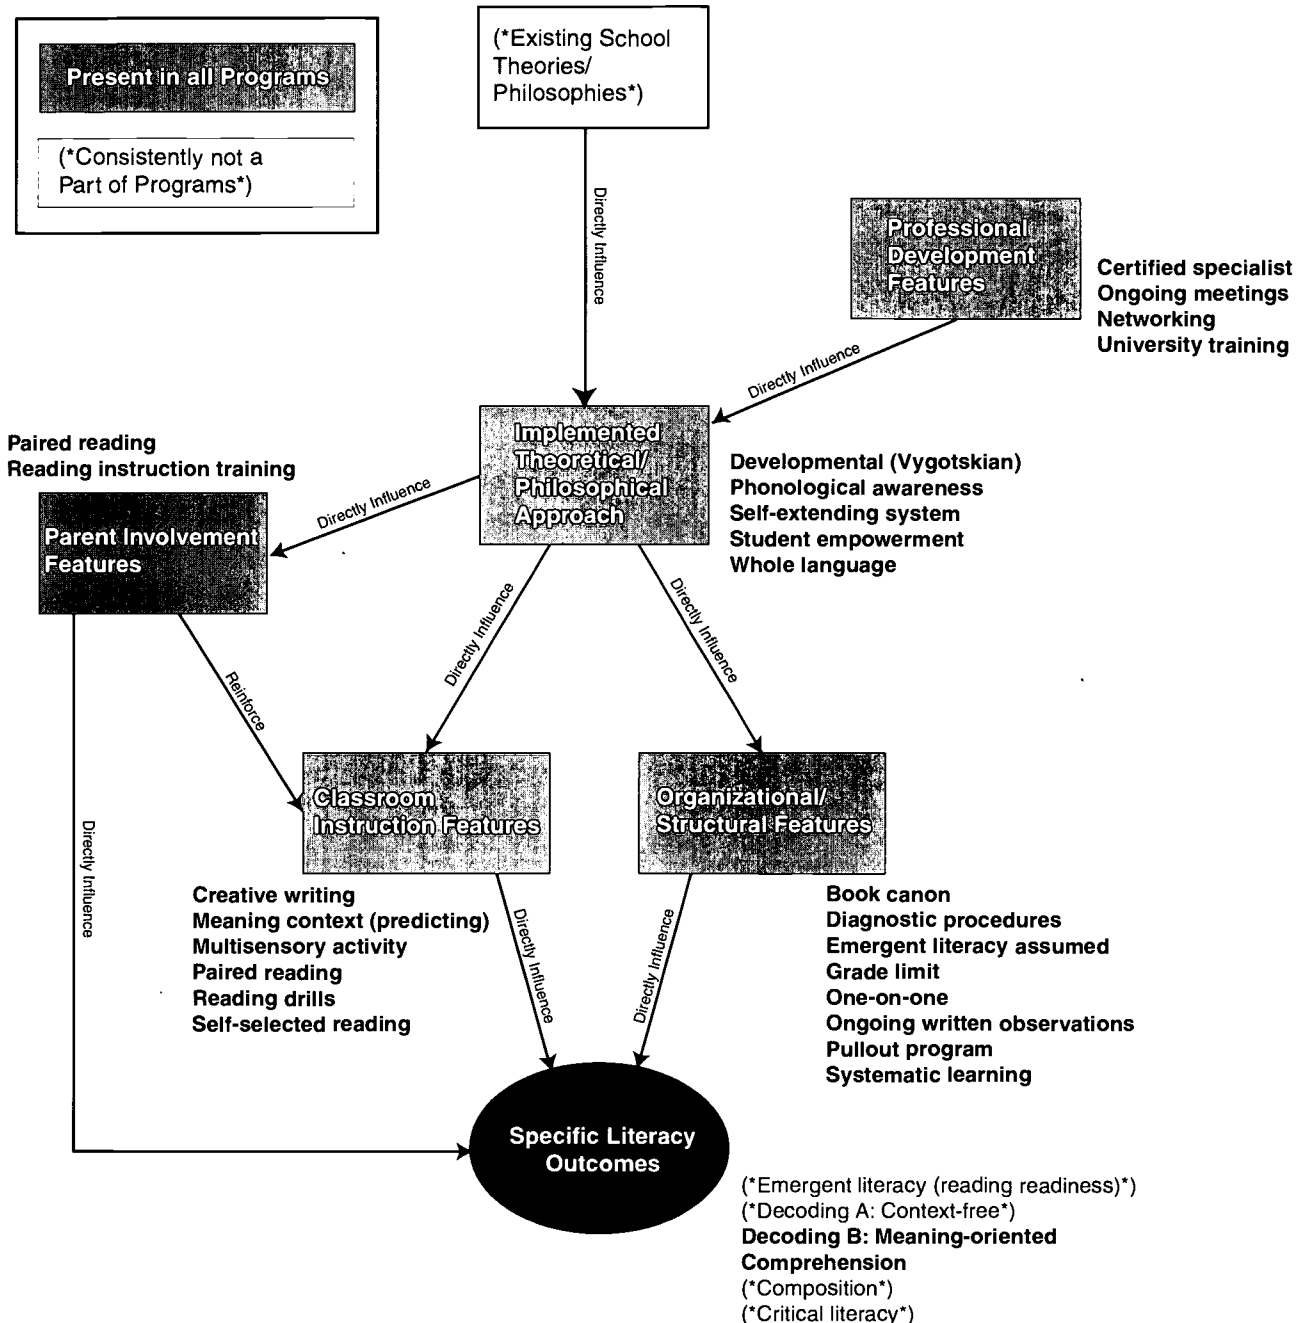 Present in all Programs
(*Consistently not a
Part of Programs*)
(*Existing School
Theories/
Philosophies*)
Directly Influence
Professional
Development
Features
Certified specialist
Ongoing meetings
Networking
University training
Directly Influence
Implemented
Theoretical/
Philosophical
Approach
Developmental (Vygotskian)
Phonological awareness
Self-extending system
Student empowerment
Whole language
Directly Influence
Paired reading
Reading instruction training
Parent Involvement
Features
Directly Influence
Directly Influence
Reinforce
Directly Influence
Classroom
Instruction Features
Organizational/
Structural Features
Creative writing
Meaning context (predicting)
Multisensory activity
Paired reading
Reading drills
Self-selected reading
Directly Influence
Directly Influence
Book canon
Diagnostic procedures
Emergent literacy assumed
Grade limit
One-on-one
Ongoing written observations
Pullout program
Systematic learning
Specific Literacy
Outcomes
(*Emergent literacy (reading readiness)*)
(*Decoding A: Context-free*)
Decoding B: Meaning-oriented
Comprehension
(*Composition*)
(*Critical literacy*)